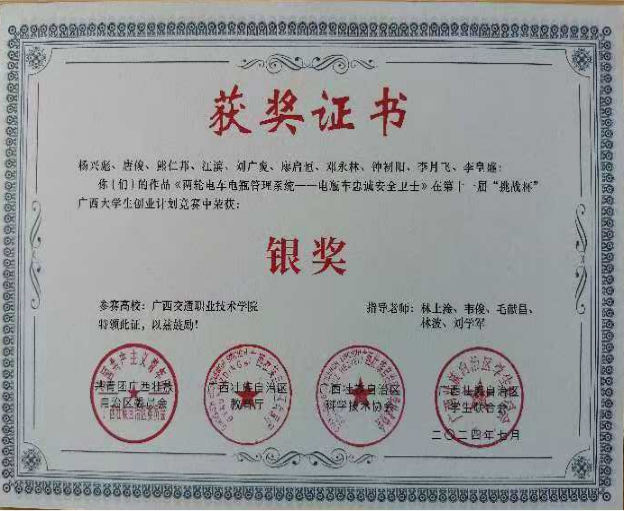 获奖证书
杨兴彪、唐俊、熊仁邦、江滨、刘广蒙、廖启恒、邓永林、钟初阳、李月飞、李卓盛：
你（们）的作品《两轮电车电瓶管理系统——电瓶车忠诚安全卫士》在第十一届“挑战杯”
广西大学生创业计划竞赛中荣获：
银奖
参赛高校：广西交通职业技术学院
指导老师：林上淦、韦俊、毛献昌、
特颁此证，以兹鼓励！
林波、刘学军
共青团广西壮族
自治区委员会
广西壮族自治区
教育厅
广西壮族自治区
科学技术协会
广西壮族自治区
学生联合会
二〇二四年七月